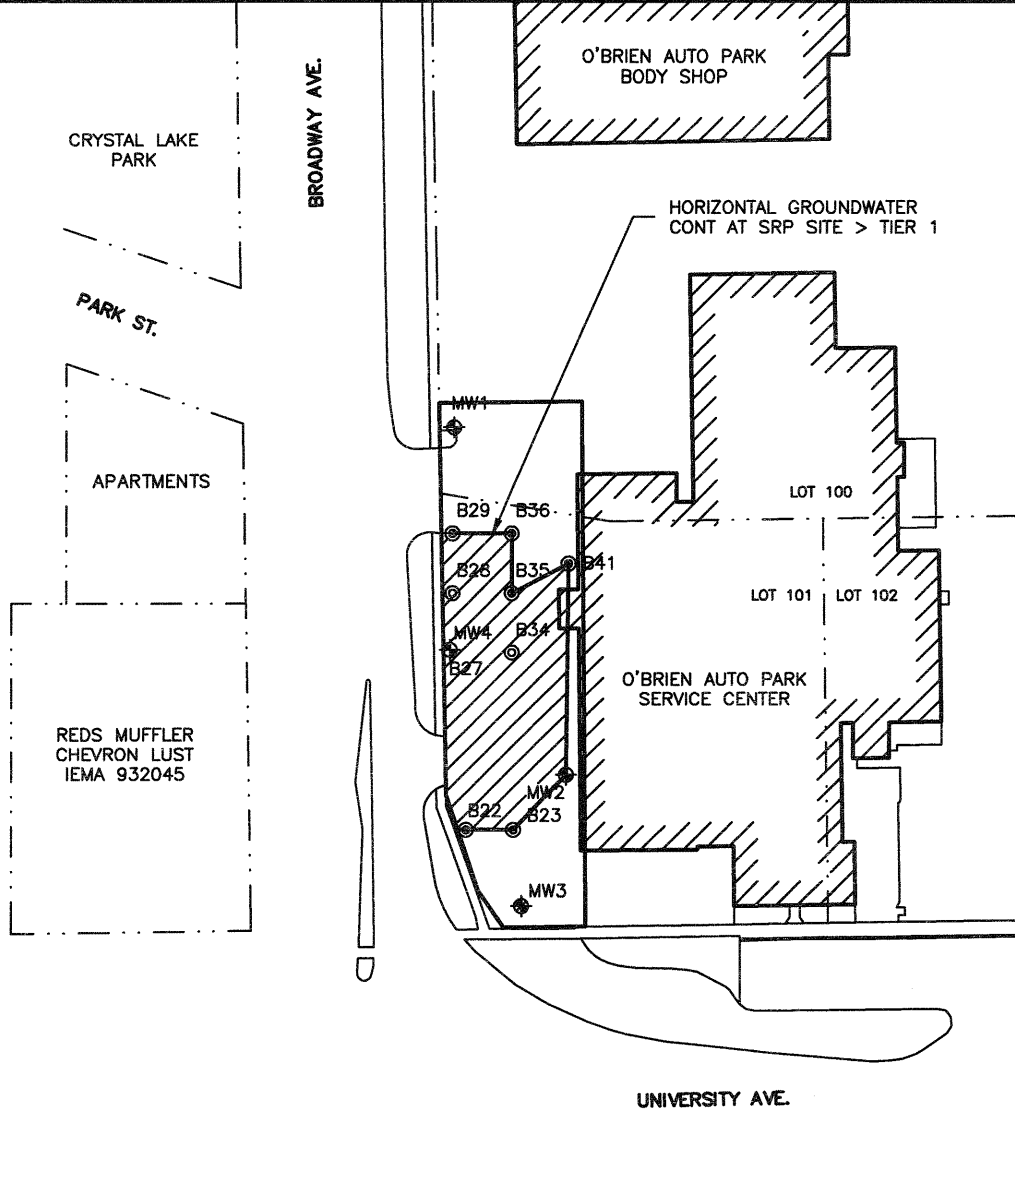 O'BRIEN AUTO PARK
BODY SHOP
BROADWAY AVE.
CRYSTAL LAKE
PARK
HORIZONTAL GROUNDWATER
CONT AT SRP SITE > TIER 1
PARK ST.
MW1
APARTMENTS
LOT 100
B29
B36
B41
B28
B35
LOT 101
LOT 102
MW4
B34
B27
O'BRIEN AUTO PARK
SERVICE CENTER
REDS MUFFLER
CHEVRON LUST
IEMA 932045
MW2
B22
B23
MW3
UNIVERSITY AVE.